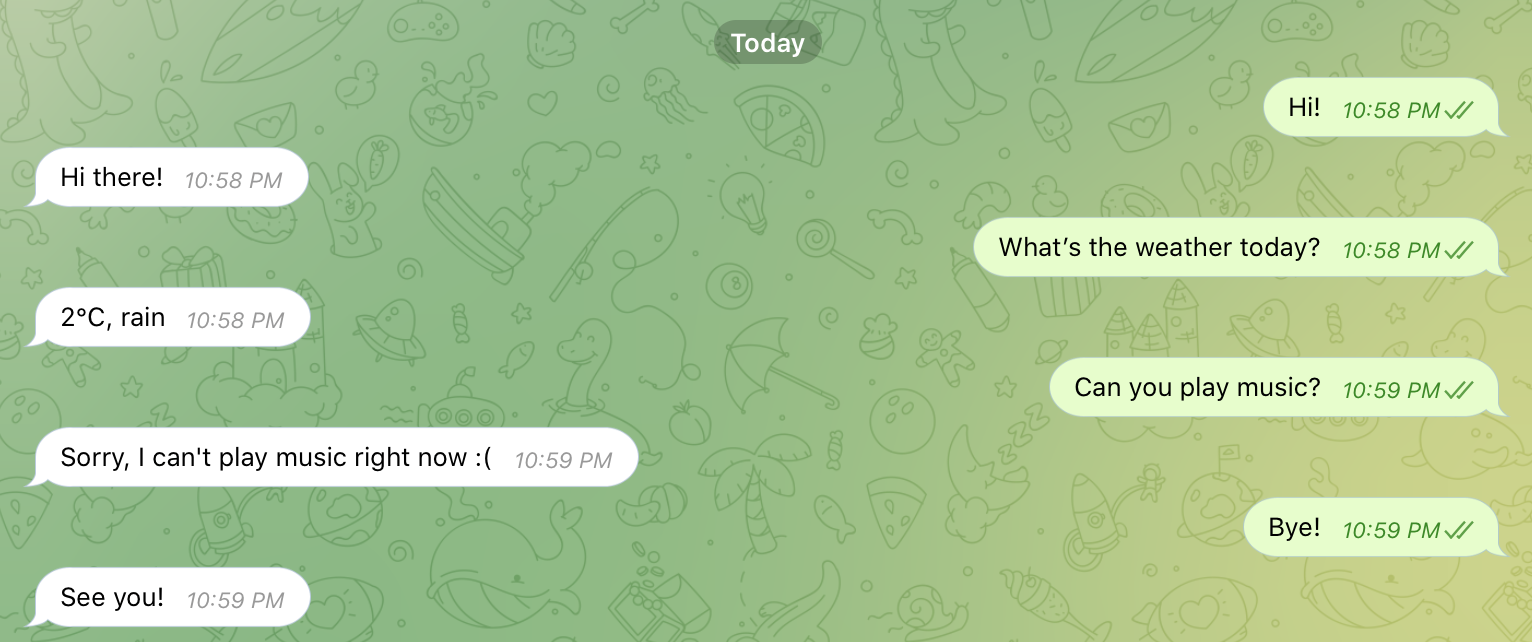 Today
Hi! 10:58 PM
Hi there! 10:58 PM
What’s the weather today? 10:58 PM
2°C, rain 10:58 PM
Can you play music? 10:59 PM
Sorry, I can't play music right now :( 10:59 PM
Bye! 10:59 PM
See you! 10:59 PM